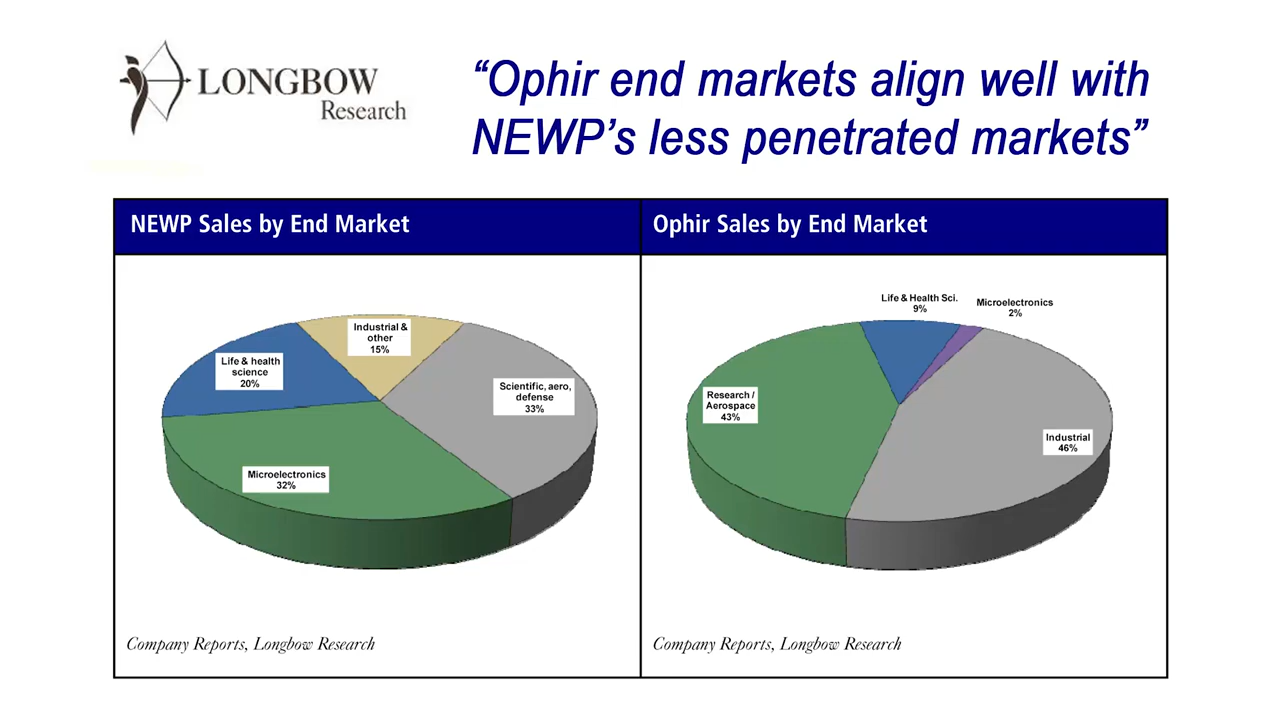 LONGBOW
Research
“Ophir end markets align well with
NEWP’s less penetrated markets”
NEWP Sales by End Market
Industrial &
other
15%
Life & health
science
20%
Scientific, aero,
defense
33%
Microelectronics
32%
Company Reports, Longbow Research
Ophir Sales by End Market
Life & Health Sci.
9%
Microelectronics
2%
Research /
Aerospace
43%
Industrial
46%
Company Reports, Longbow Research